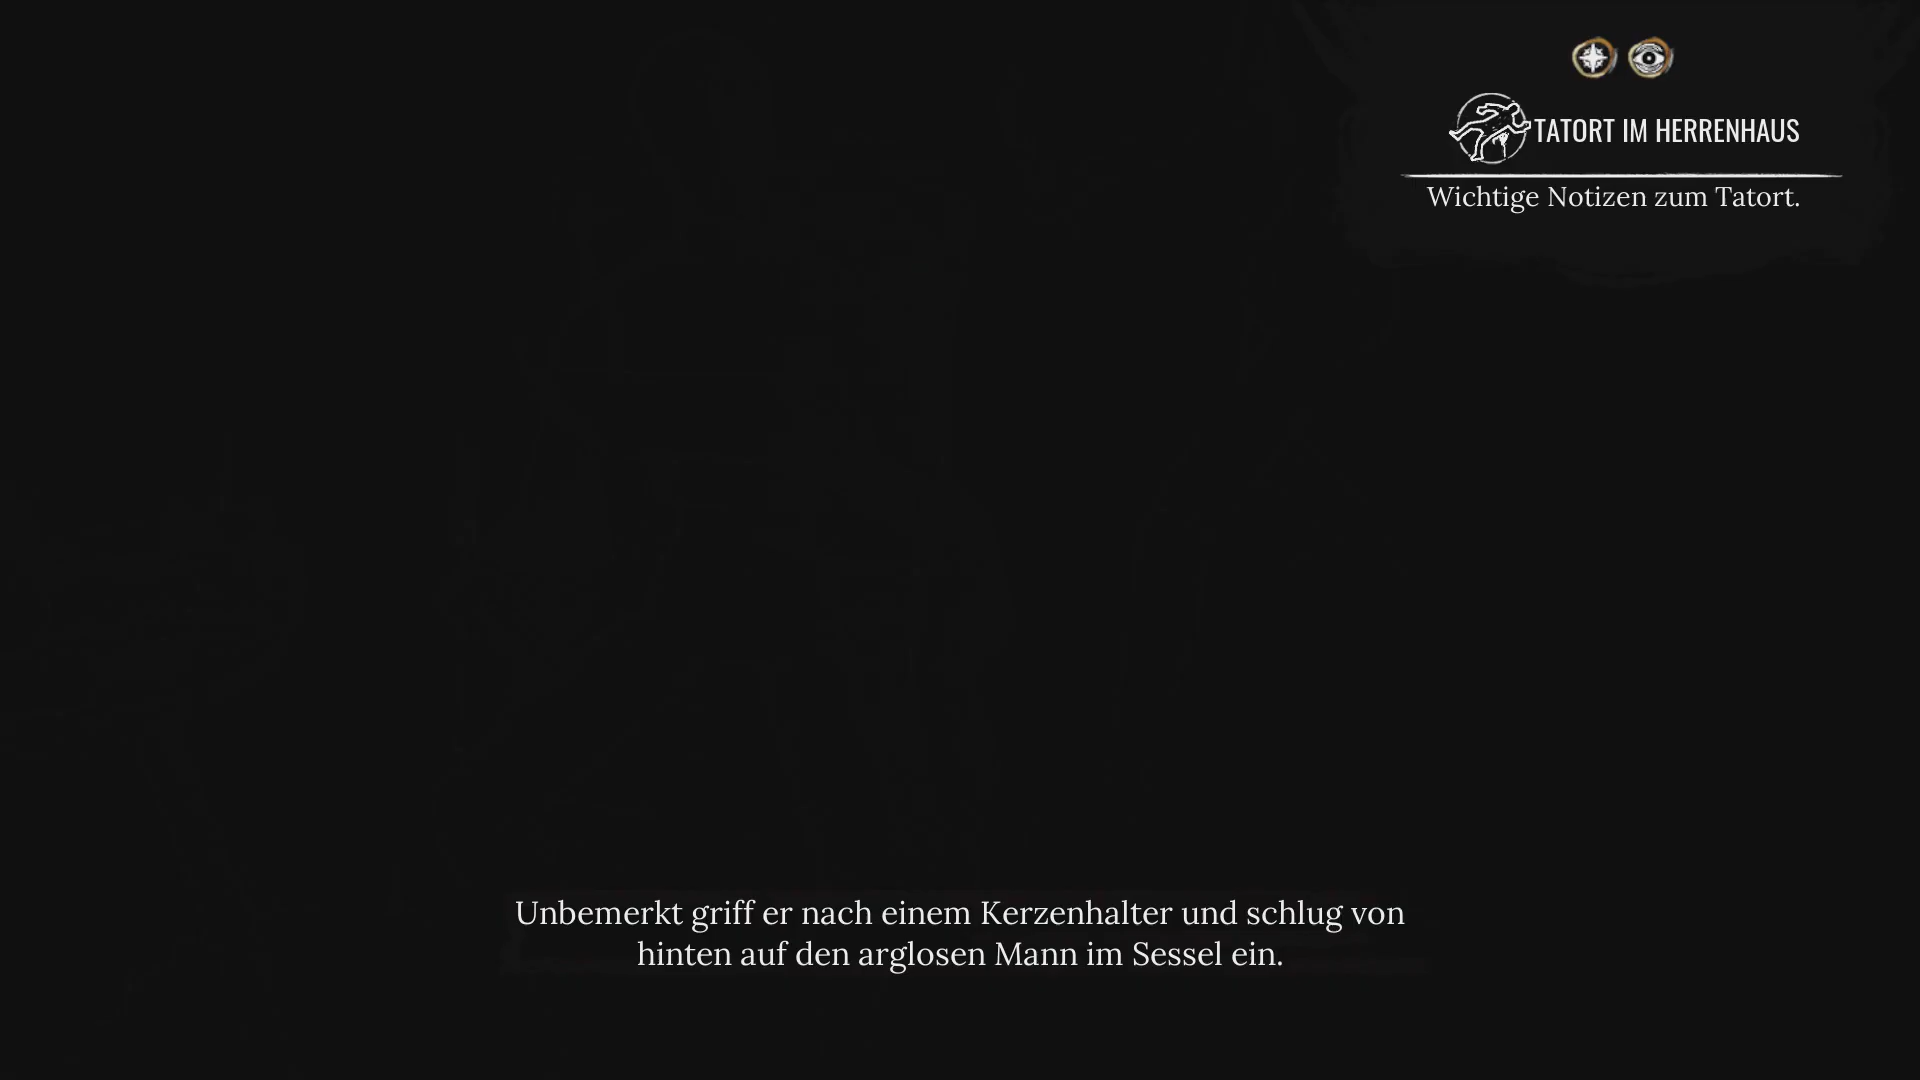 TATORT IM HERRENHAUS
Wichtige Notizen zum Tatort.
Unbemerkt griff er nach einem Kerzenhalter und schlug von
hinten auf den arglosen Mann im Sessel ein.